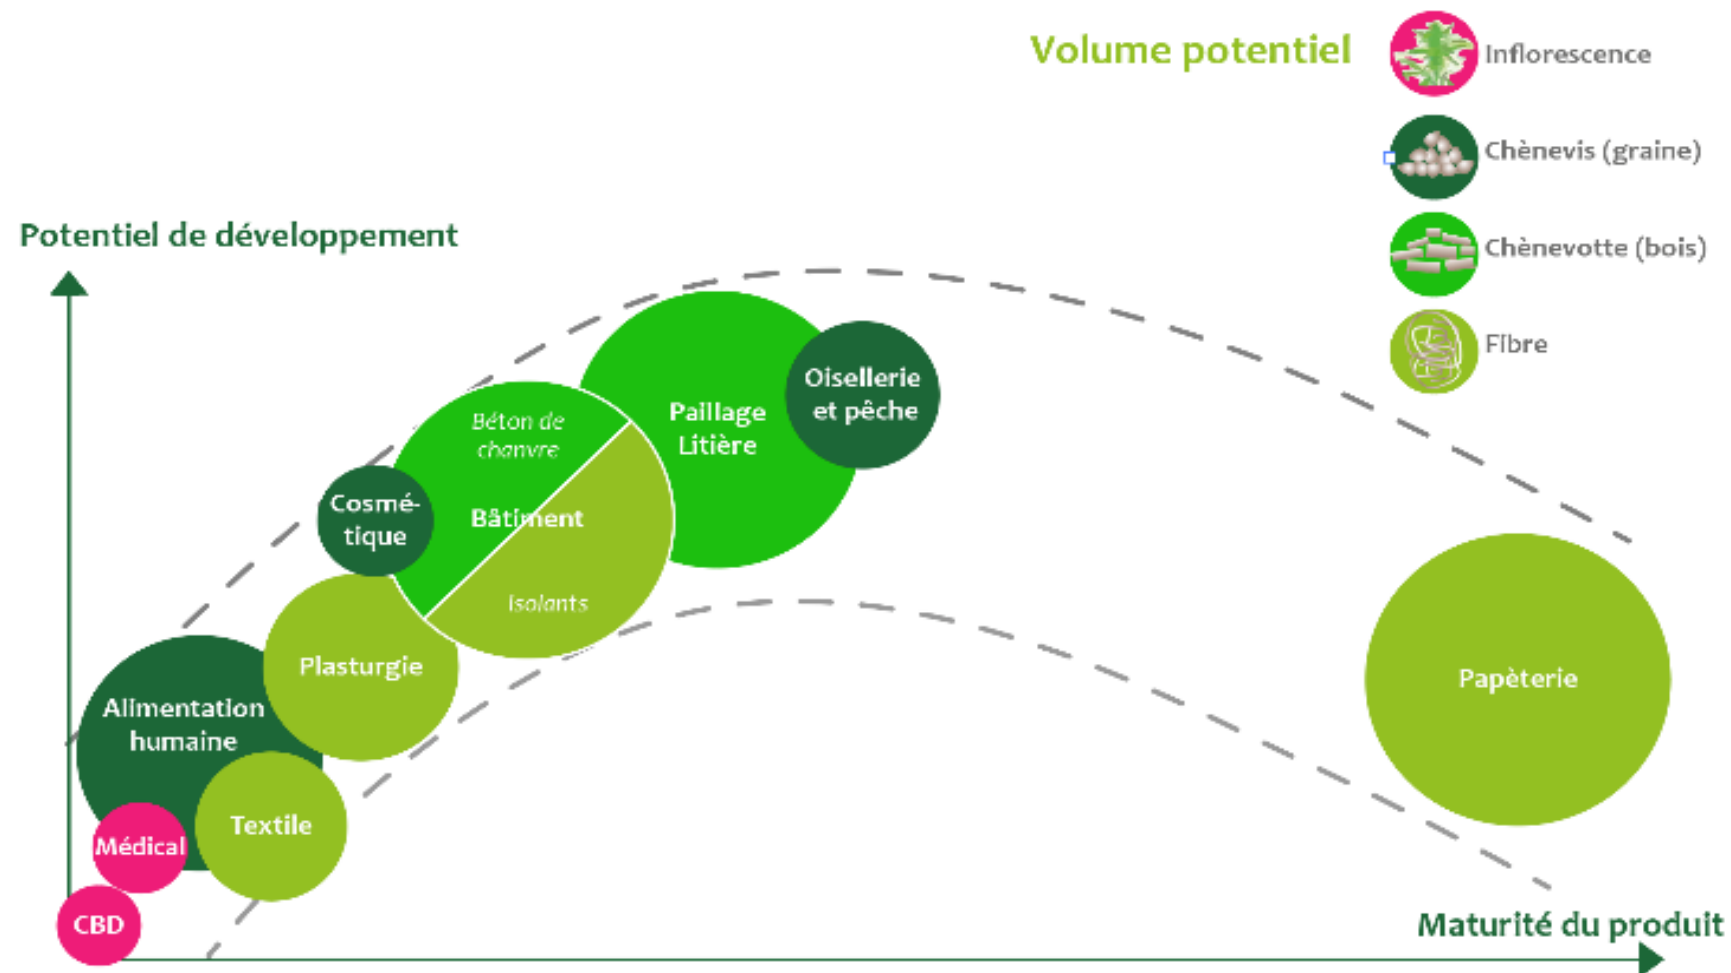 Volume potentiel
Inflorescence
Chènevis (graine)
Chènevotte (bois)
Fibre
Potentiel de développement
Oisellerie
et pêche
Paillage
Litière
Béton de
chanvre
Bâtiment
Isolants
Cosmé-
tique
Plasturgie
Alimentation
humaine
Textile
Médical
CBD
Papèterie
Maturité du produit